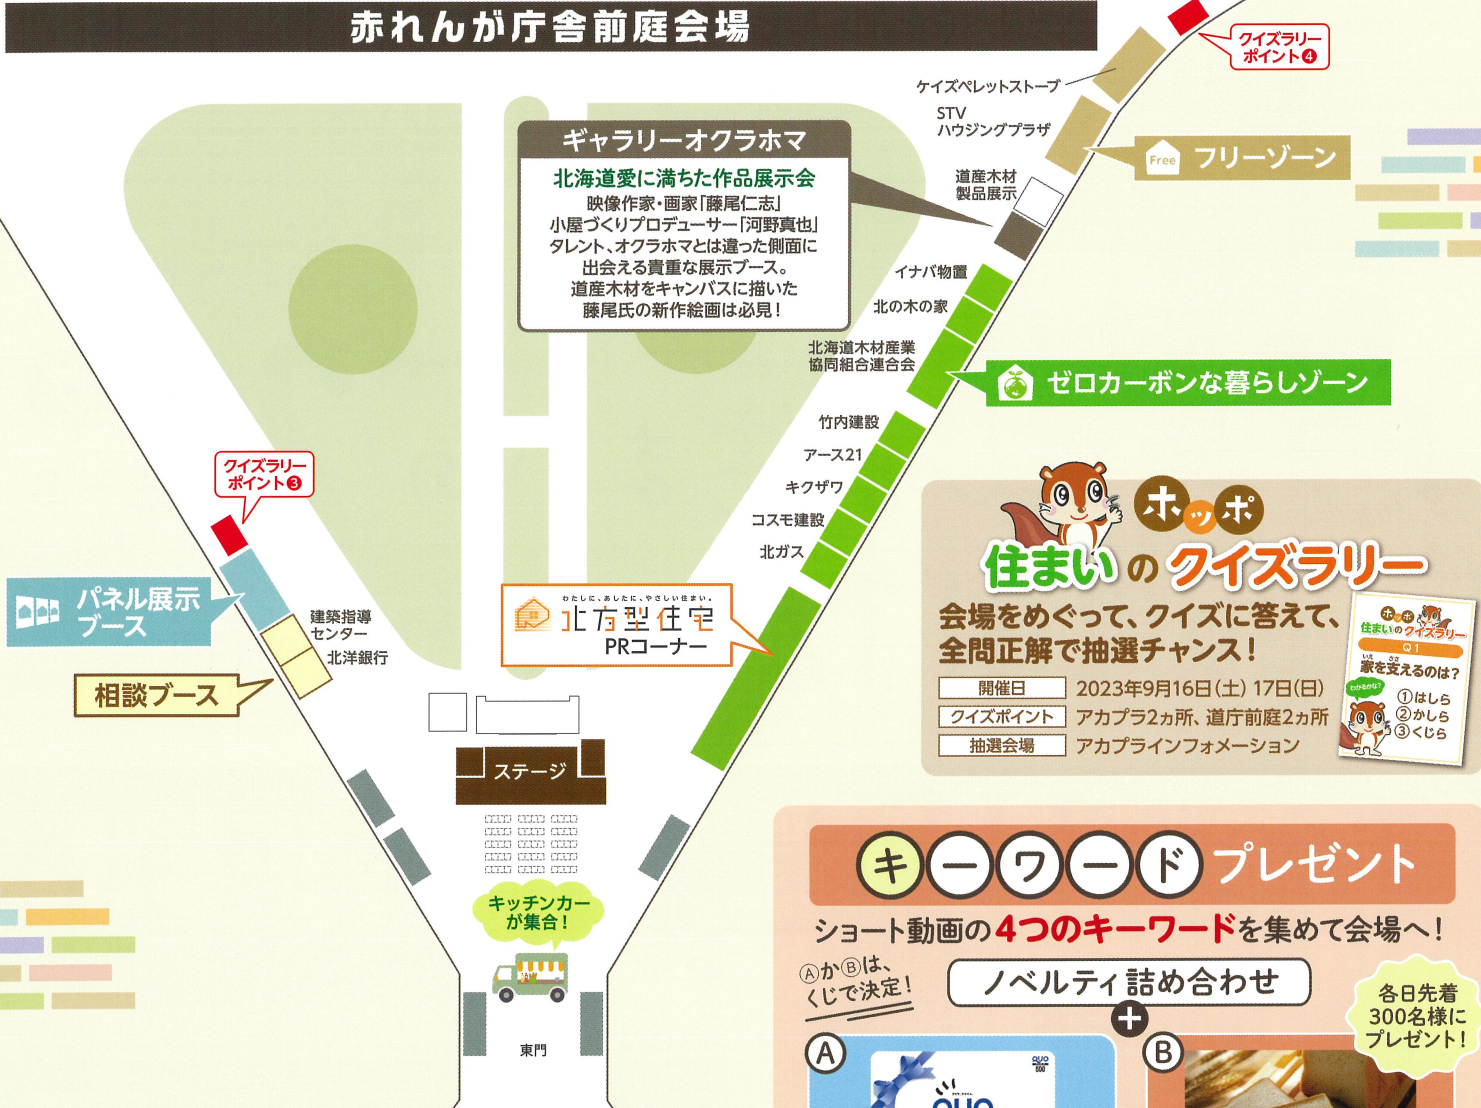 赤れんが庁舎前庭会場
クイズラリー
ポイント❹
ケイズペレットストーブ
STV
ハウジングプラザ
Free フリーゾーン
道産木材
製品展示
ギャラリーオクラホマ
北海道愛に満ちた作品展示会
映像作家・画家「藤尾仁志」
小屋づくりプロデューサー「河野真也」
タレント、オクラホマとは違った側面に
出会える貴重な展示ブース。
道産木材をキャンバスに描いた
藤尾氏の新作絵画は必見!
イナバ物置
北の木の家
北海道木材産業
協同組合連合会
ゼロカーボンな暮らしゾーン
竹内建設
アース21
キクザワ
コスモ建設
北ガス
わたしに、あしたに、やさしい住まい。
北方型住宅
PRコーナー
クイズラリー
ポイント❸
パネル展示
ブース
建築指導
センター
北洋銀行
相談ブース
ステージ
キッチンカー
が集合!
東門
ホッポ
住まいのクイズラリー
会場をめぐって、クイズに答えて、
全問正解で抽選チャンス!
開催日 2023年9月16日(土) 17日(日)
クイズポイント アカプラ2ヵ所、道庁前庭2ヵ所
抽選会場 アカプラインフォメーション
ホッポ
住まいのクイズラリー
Q1
いえ ささ
家を支えるのは?
わかるかな?
①はしら
②かしら
③くじら
キーワードプレゼント
ショート動画の4つのキーワードを集めて会場へ!
ⒶかⒷは、
くじで決定!
ノベルティ詰め合わせ
+
各日先着
300名様に
プレゼント!
A
QUO
500
QUO
B